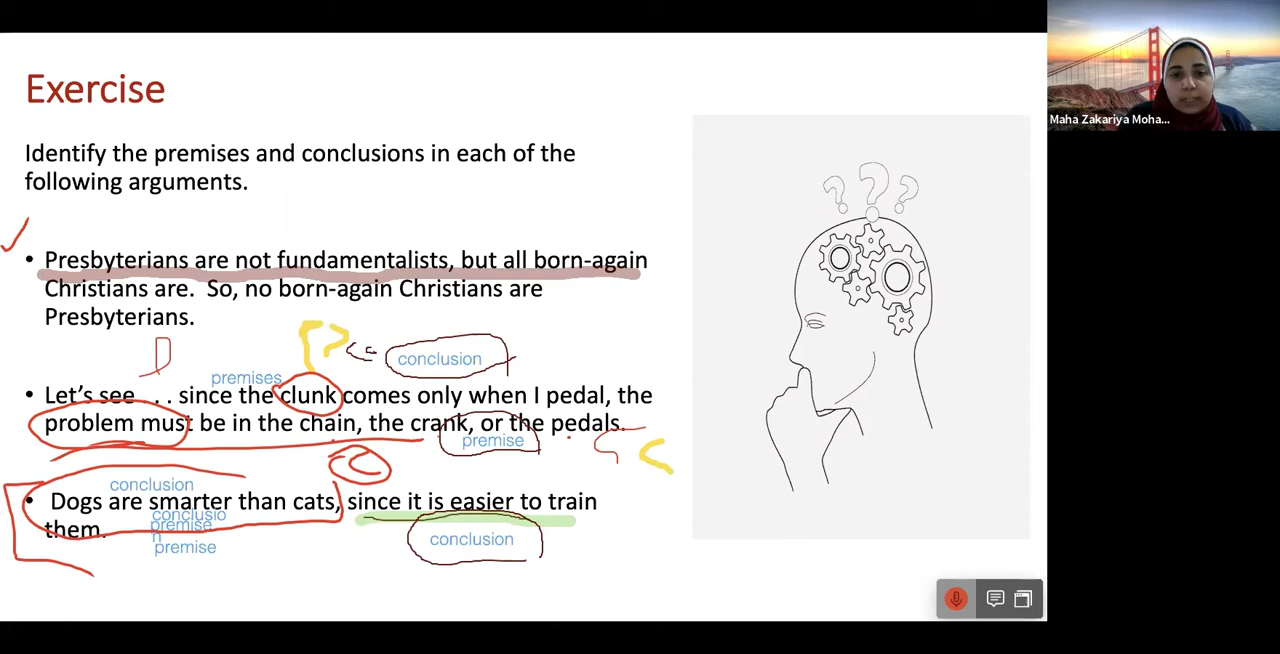 Exercise
Identify the premises and conclusions in each of the
following arguments.
• Presbyterians are not fundamentalists, but all born-again
Christians are. So, no born-again Christians are
Presbyterians.
conclusion
premises
• Let's see . . . since the clunk comes only when I pedal, the
problem must be in the chain, the crank, or the pedals.
premise
conclusion
• Dogs are smarter than cats, since it is easier to train
them.
conclusio
premise
n
premise
conclusion
Maha Zakariya Moha...